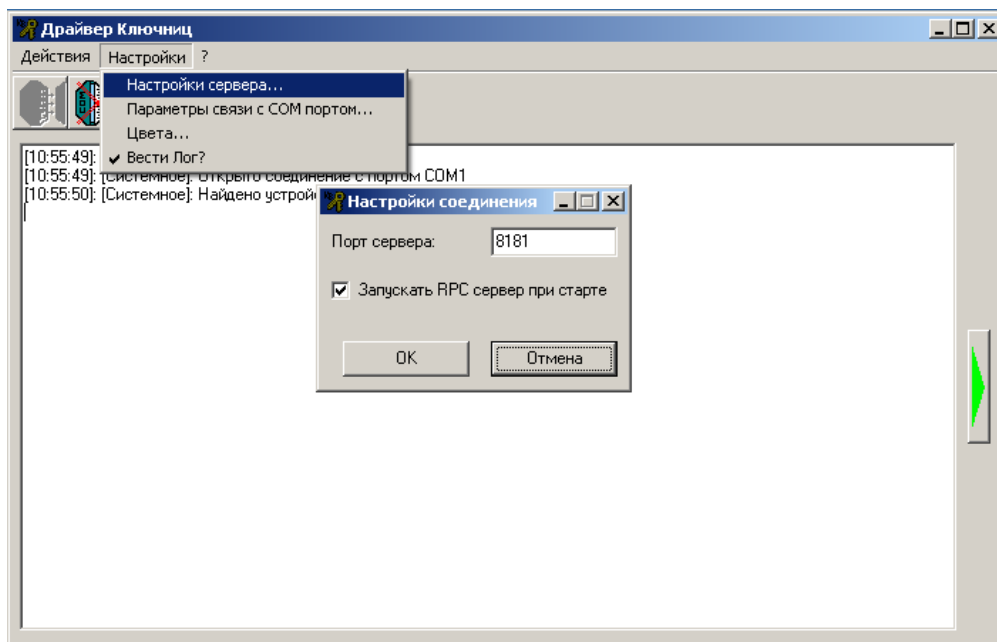 Драйвер Ключниц
Действия Настройки ?
Настройки сервера...
Параметры связи с COM портом...
Цвета...
Вести Лог?
[10:55:49]:
[10:55:49]: [Системное]: Открыто соединение с портом COM1
[10:55:50]: [Системное]: Найдено
Настройки соединения
Порт сервера: 8181
Запускать RPC сервер при старте
OK Отмена